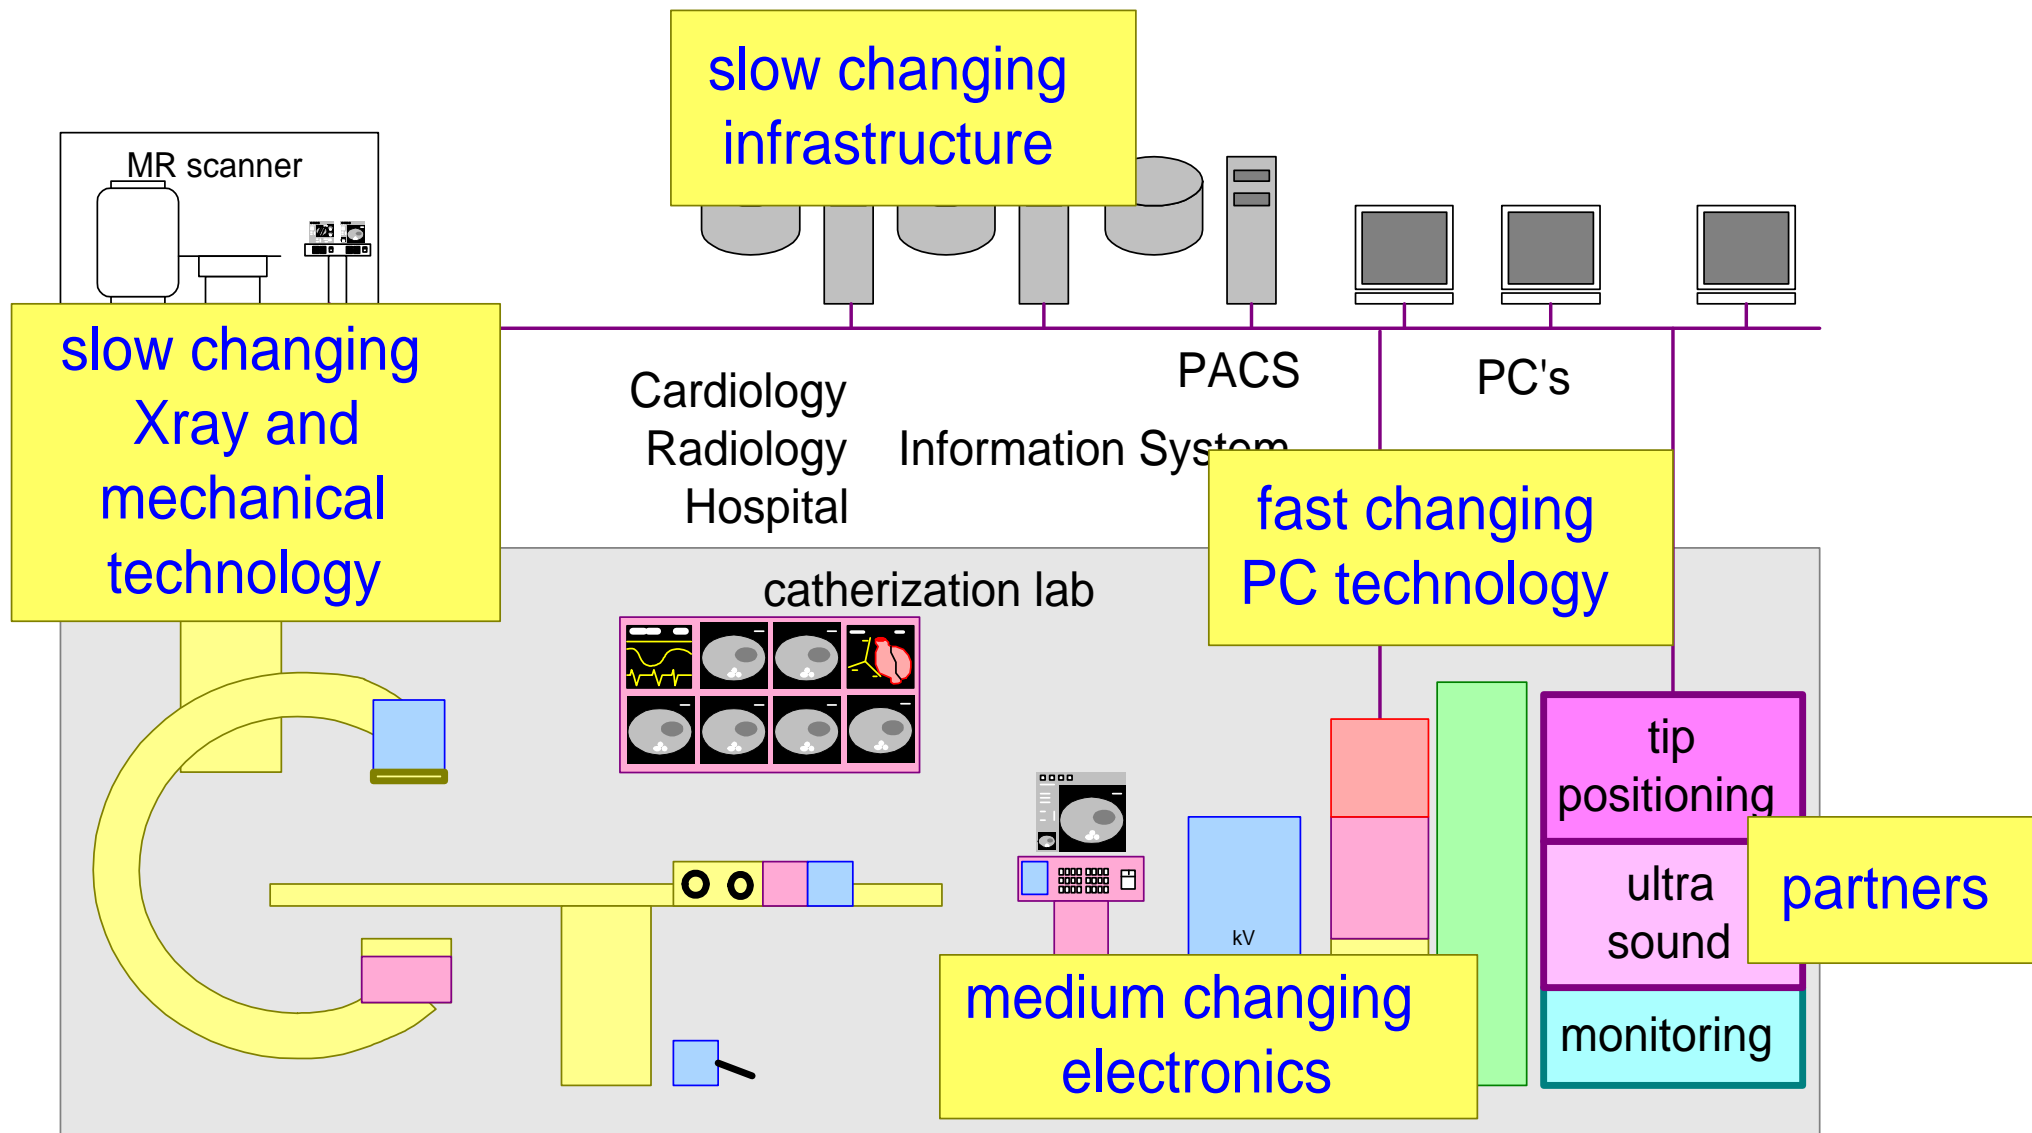 slow changing
infrastructure
MR scanner
slow changing
Xray and
mechanical
technology
PACS
PC's
Cardiology
Radiology
Hospital
Information System
fast changing
PC technology
catherization lab
tip
positioning
ultra
sound
partners
kV
medium changing
electronics
monitoring